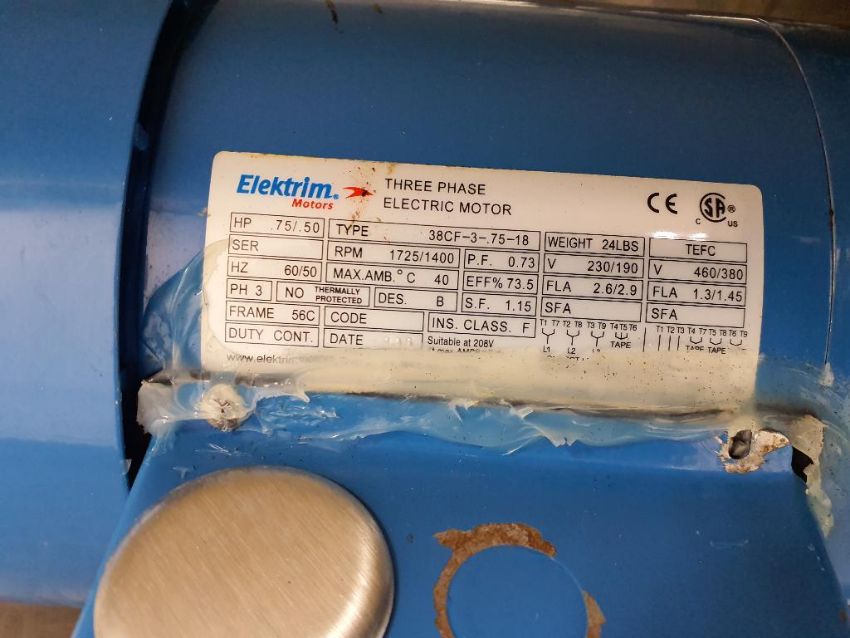 Elektrim® Motors THREE PHASE ELECTRIC MOTOR CE C SA® US
HP .75/.50 TYPE 38CF-3-.75-18 WEIGHT 24LBS TEFC
SER RPM 1725/1400 P.F. 0.73 V 230/190 V 460/380
HZ 60/50 MAX.AMB.°C 40 EFF% 73.5 FLA 2.6/2.9 FLA 1.3/1.45
PH 3 NO THERMALLY PROTECTED DES. B S.F. 1.15 SFA SFA
FRAME 56C CODE INS. CLASS. F T1 T7 T2 T8 T3 T9 T4 T5 T6 T1 T2 T3 T4 T7 T5 T8 T6 T9
DUTY CONT. DATE Suitable at 208V L1 L2 TAPE TAPE TAPE
www.elektrim